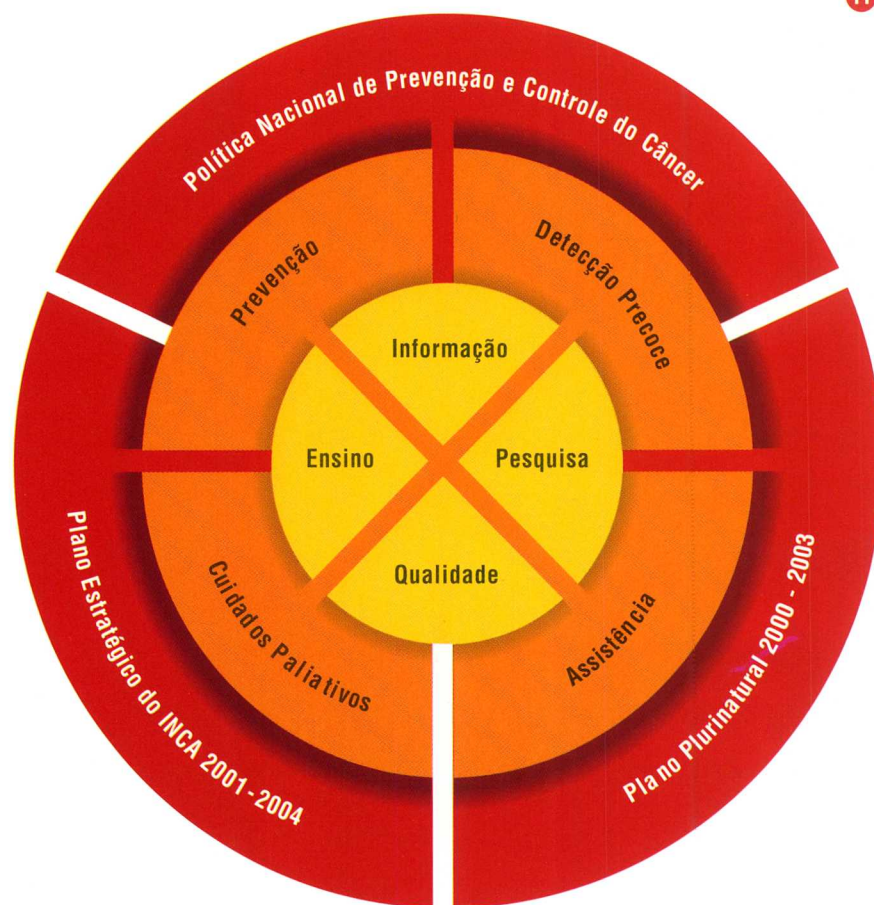 11
Política Nacional de Prevenção e Controle do Câncer
Prevenção
Detecção Precoce
Informação
Ensino
Pesquisa
Qualidade
Cuidados Paliativos
Assistência
Plano Estratégico do INCA 2001-2004
Plano Plurinatural 2000 - 2003